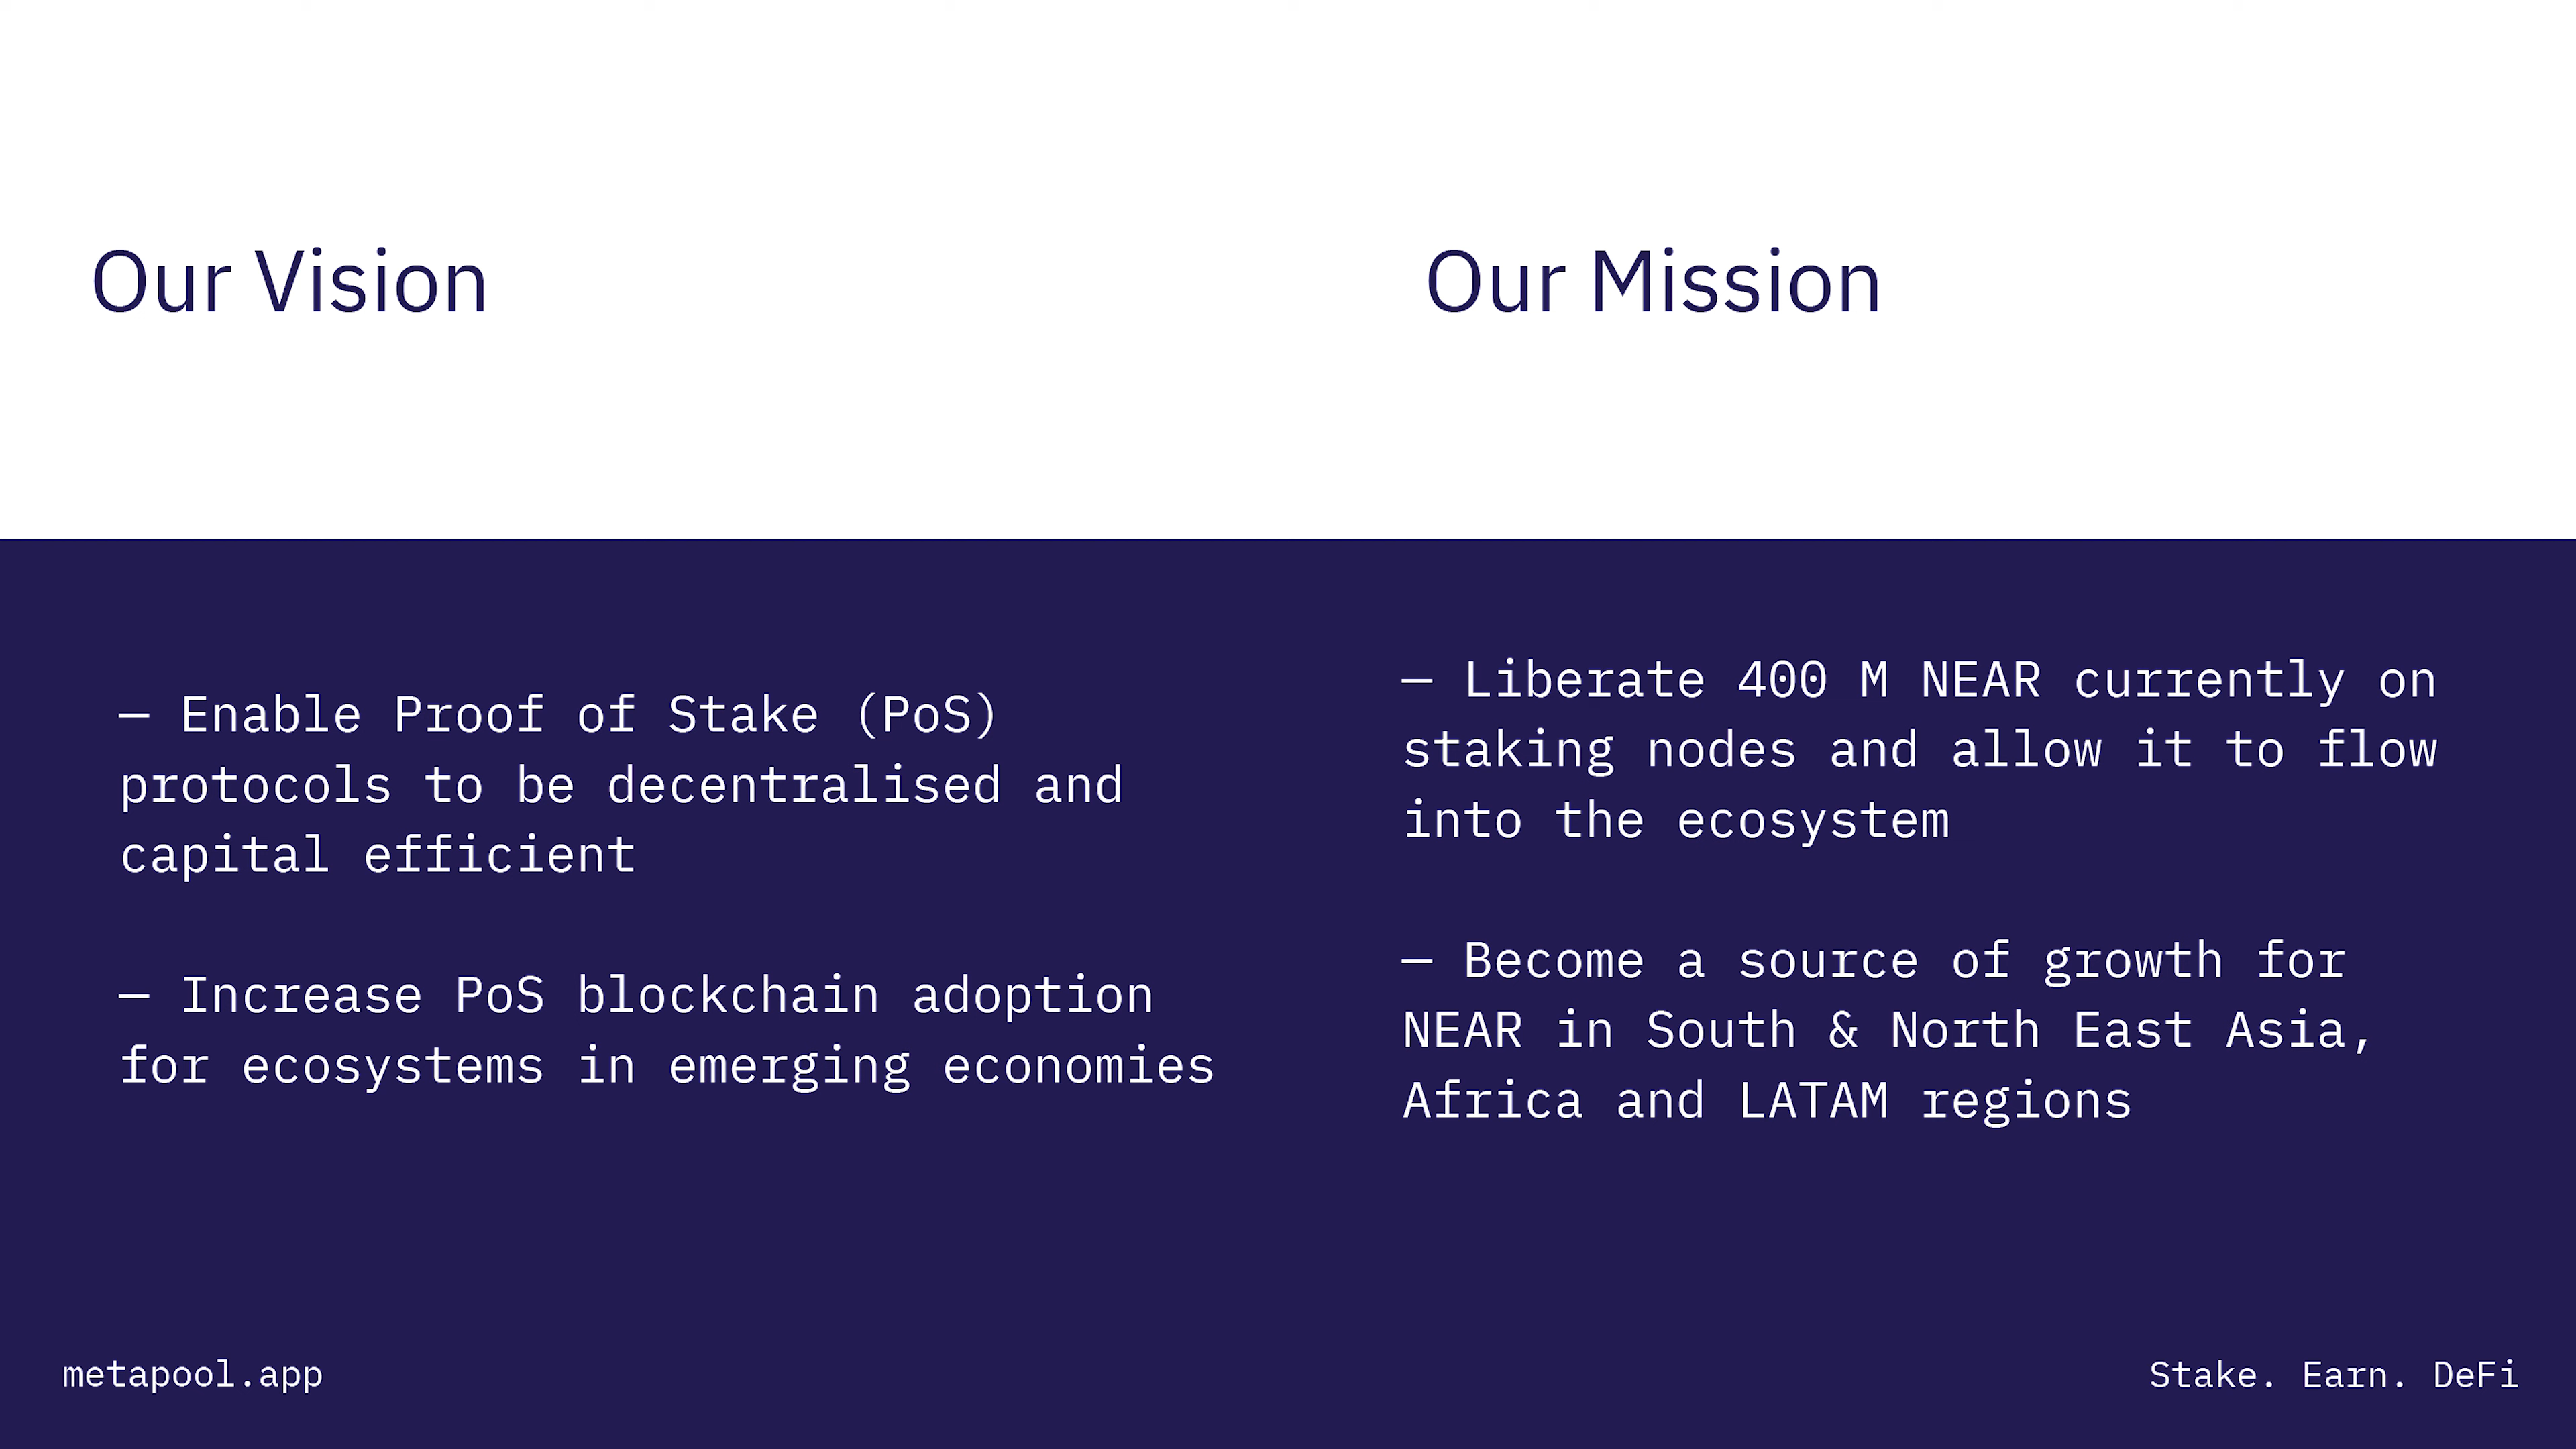 Our Vision
Our Mission
— Enable Proof of Stake (PoS)
protocols to be decentralised and
capital efficient
— Increase PoS blockchain adoption
for ecosystems in emerging economies
— Liberate 400 M NEAR currently on
staking nodes and allow it to flow
into the ecosystem
— Become a source of growth for
NEAR in South & North East Asia,
Africa and LATAM regions
metapool.app
Stake. Earn. DeFi